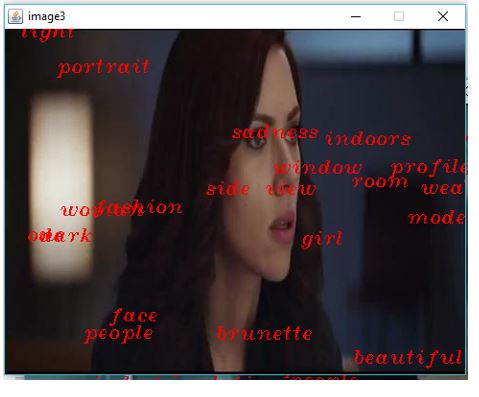 image3
light
portrait
sadness
indoors
window
profile
room
side view
wea
woman
fashion
mode
one
dark
girl
face
people
brunette
beautiful
people